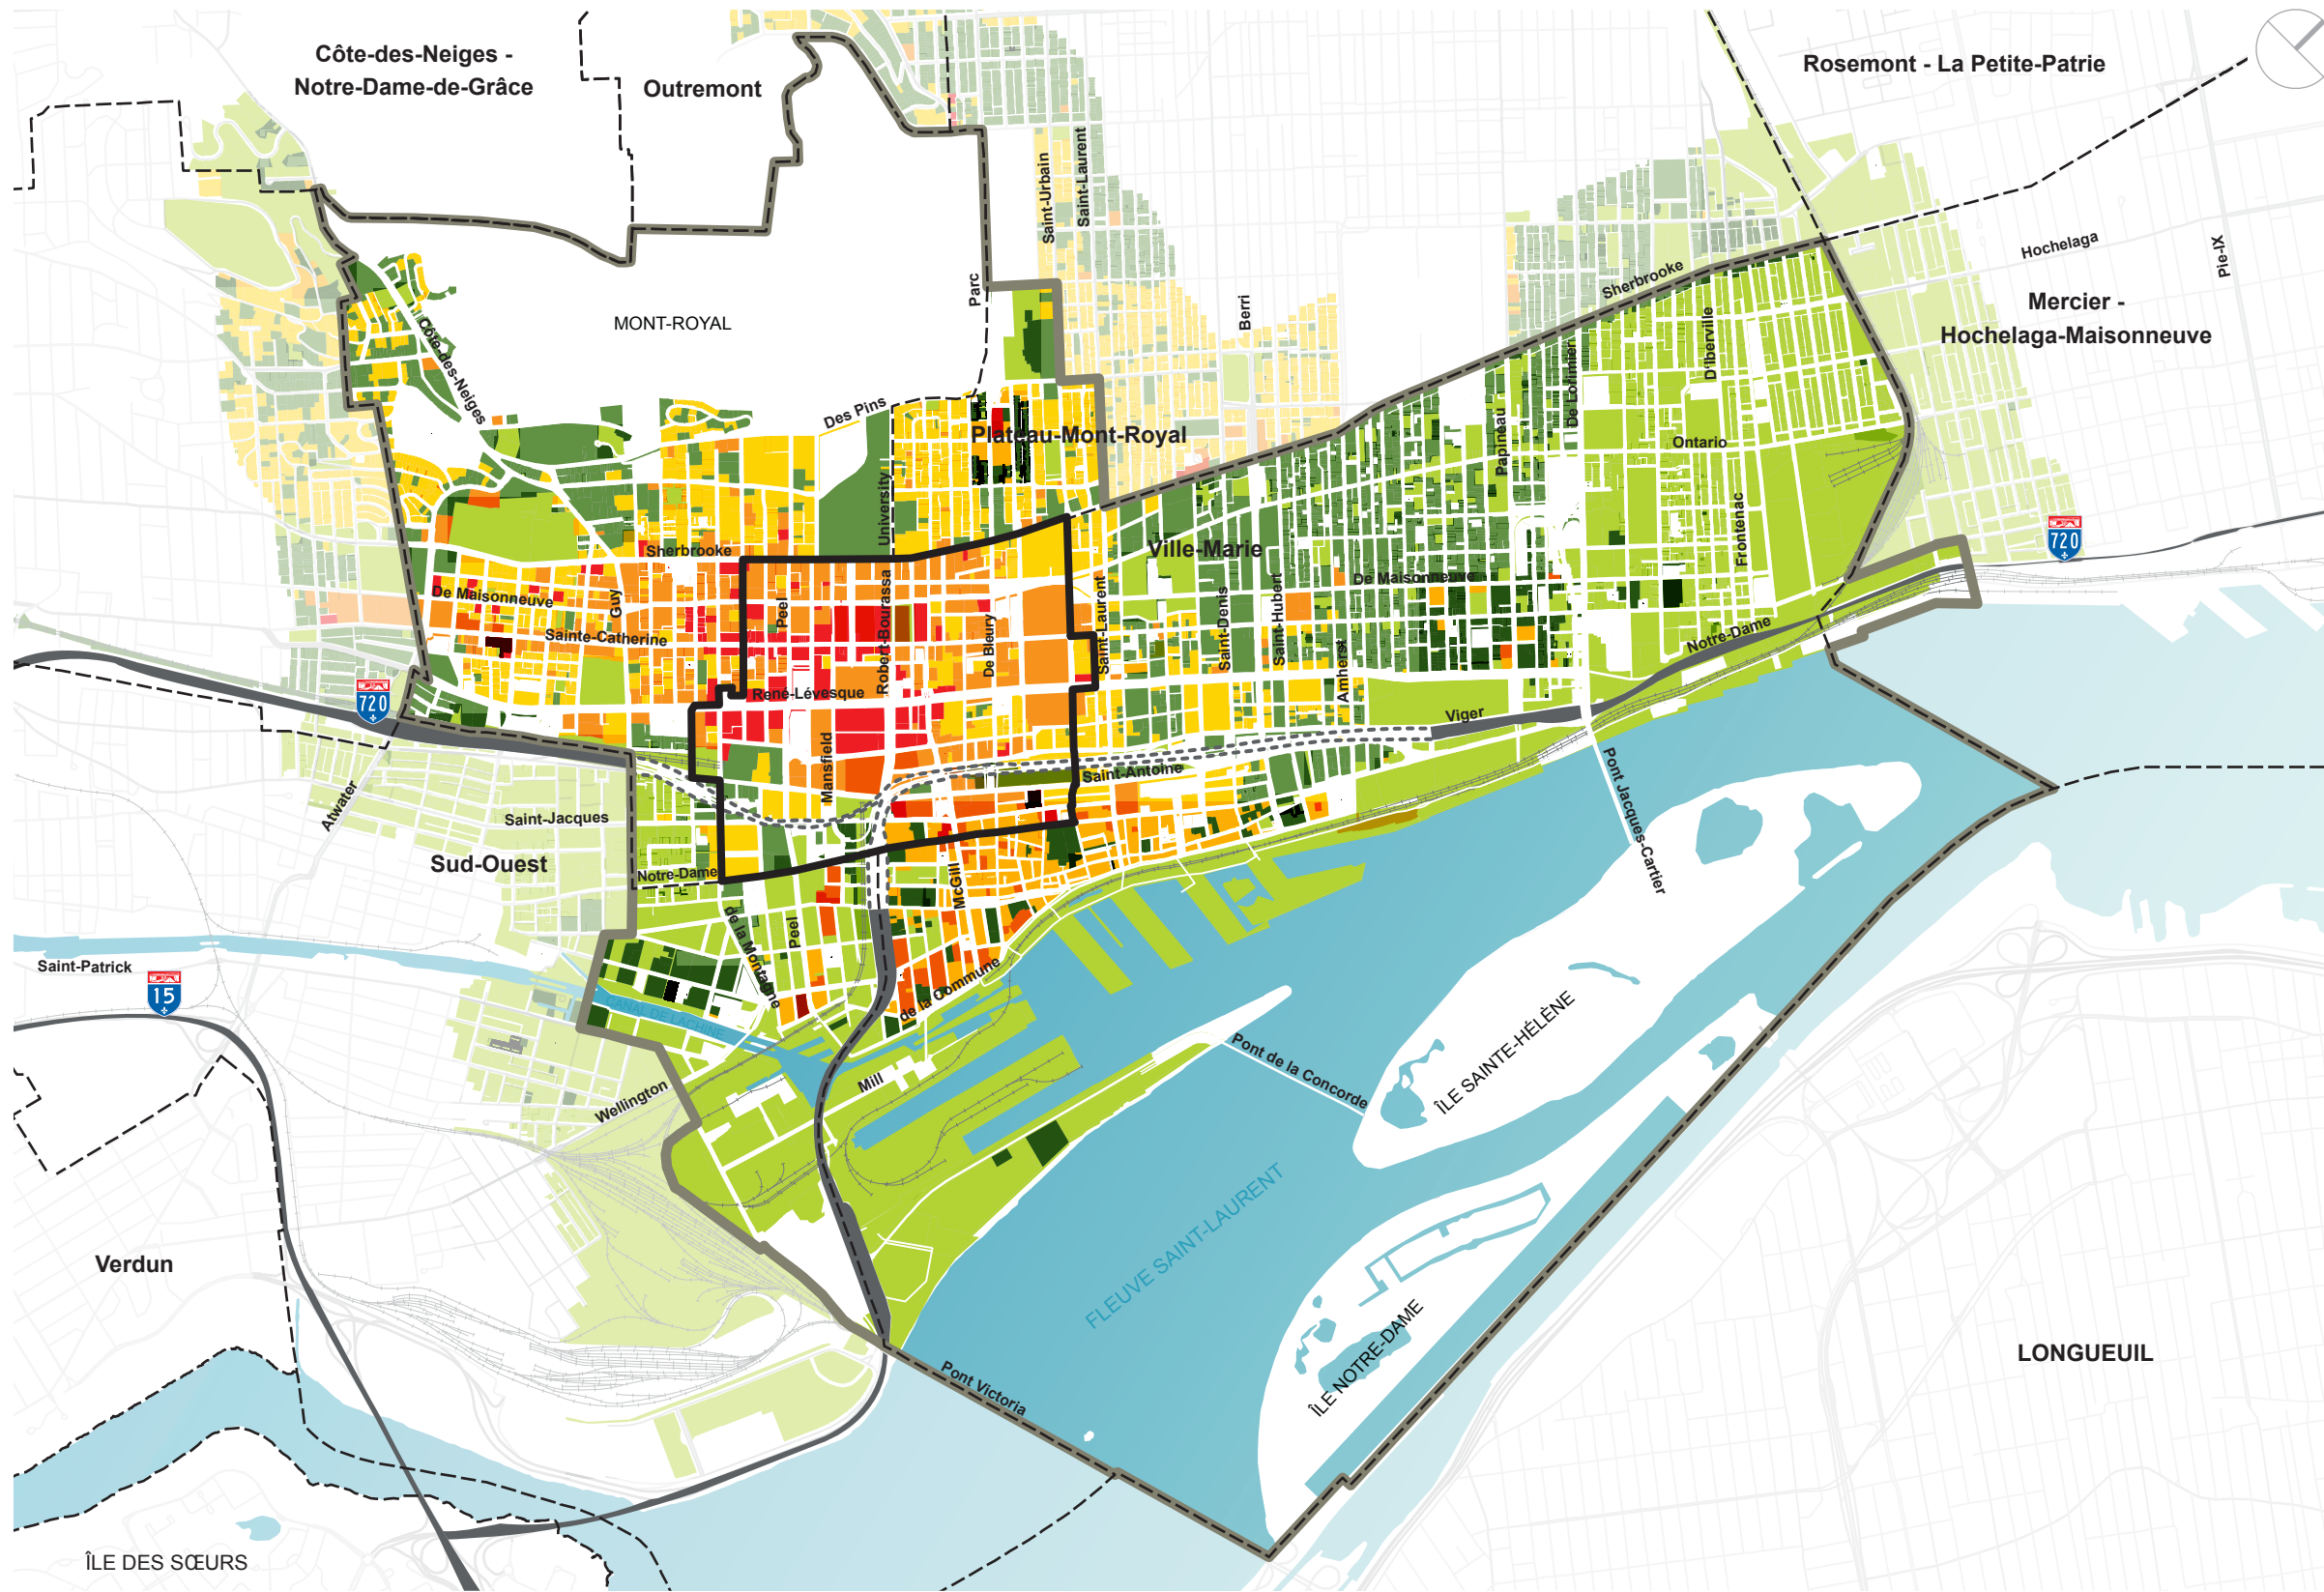 Côte-des-Neiges -
Notre-Dame-de-Grâce
Outremont
Rosemont - La Petite-Patrie
Saint-Urbain
Saint-Laurent
Hochelaga
Pie-IX
Sherbrooke
Parc
Berri
Mercier -
Hochelaga-Maisonneuve
MONT-ROYAL
Côte-des-Neiges
D'Iberville
De Lorimier
Des Pins
Plateau-Mont-Royal
Papineau
Ontario
University
Frontenac
720
Sherbrooke
Ville-Marie
De Maisonneuve
De Maisonneuve
Guy
Peel
Robert-Bourassa
De Bleury
Saint-Laurent
Saint-Denis
Saint-Hubert
Amherst
Sainte-Catherine
Notre-Dame
720
René-Lévesque
Viger
Mansfield
Saint-Antoine
Pont Jacques-Cartier
Atwater
Saint-Jacques
Sud-Ouest
Notre-Dame
McGill
de la Montagne
Peel
Saint-Patrick
15
CANAL DE LACHINE
de la Commune
ÎLE SAINTE-HÉLÈNE
Pont de la Concorde
Mill
Wellington
FLEUVE SAINT-LAURENT
Verdun
ÎLE NOTRE-DAME
LONGUEUIL
Pont Victoria
ÎLE DES SŒURS